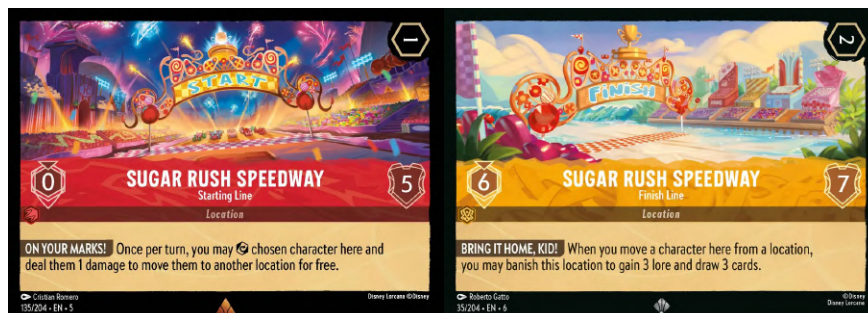 START
1
0
SUGAR RUSH SPEEDWAY
Starting Line
5
Location
ON YOUR MARKS! Once per turn, you may chosen character here and
deal them 1 damage to move them to another location for free.
Cristian Romero
135/204 • EN • 5
Disney Lorcana ©Disney
FINISH
2
6
SUGAR RUSH SPEEDWAY
Finish Line
7
Location
BRING IT HOME, KID! When you move a character here from a location,
you may banish this location to gain 3 lore and draw 3 cards.
Roberto Gatto
35/204 • EN • 6
©Disney
Disney Lorcana